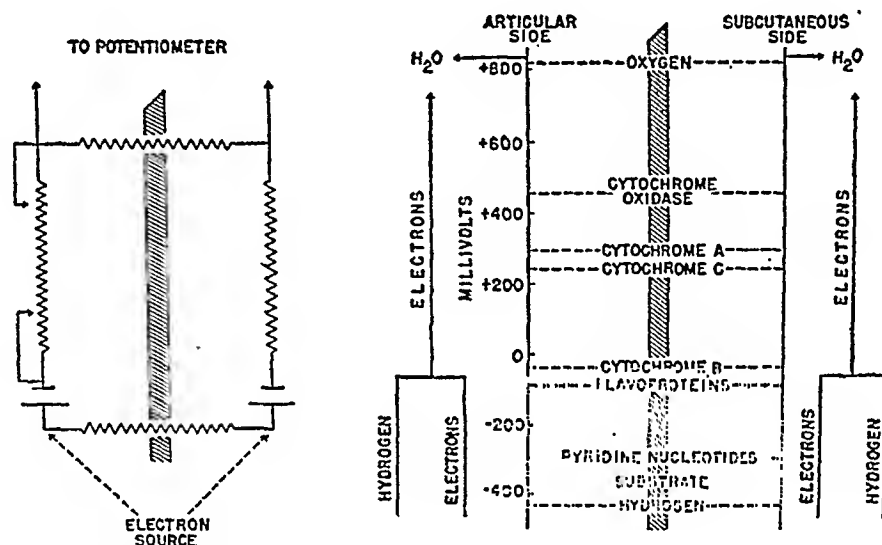 TO POTENTIOMETER
ELECTRON
SOURCE
ARTICULAR
SIDE
SUBCUTANEOUS
SIDE
H₂O
H₂O
+800
OXYGEN
+600
CYTOCHROME
OXIDASE
+400
CYTOCHROME A
CYTOCHROME C
+200
0
CYTOCHROME B
FLAVOPROTEINS
-200
PYRIDINE NUCLEOTIDES
SUBSTRATE
-450
HYDROGEN
MILLIVOLTS
ELECTRONS
ELECTRONS
HYDROGEN
ELECTRONS
ELECTRONS
HYDROGEN